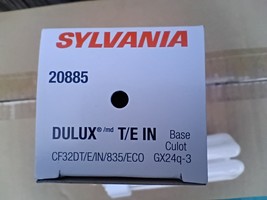 SYLVANIA
20885
DULUX® /md T/E IN Base
Culot
CF32DT/E/IN/835/ECO GX24q-3